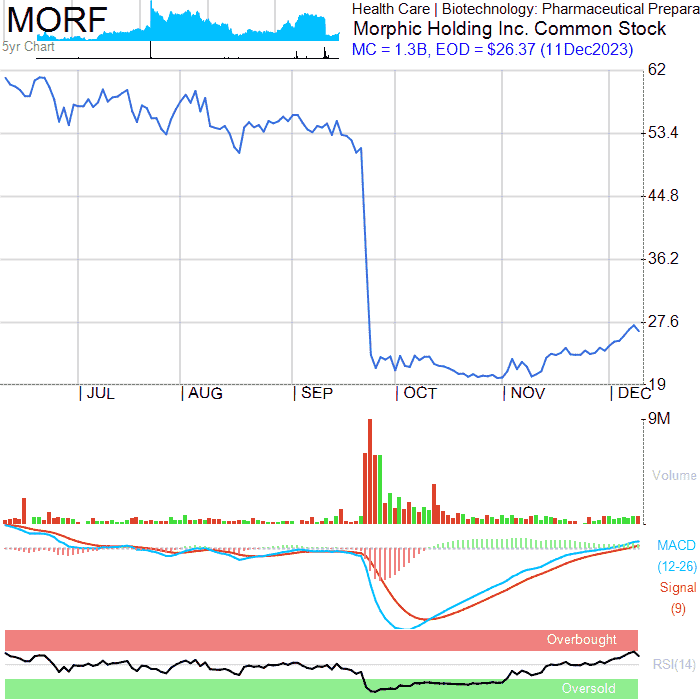 MORF
Health Care | Biotechnology: Pharmaceutical Prepara
Morphic Holding Inc. Common Stock
5yr Chart
MC = 1.3B, EOD = $26.37 (11Dec2023)
62
53.4
44.8
36.2
27.6
19
JUL AUG SEP OCT NOV DEC
9M
Volume
MACD
(12-26)
Signal
(9)
Overbought
RSI(14)
Oversold